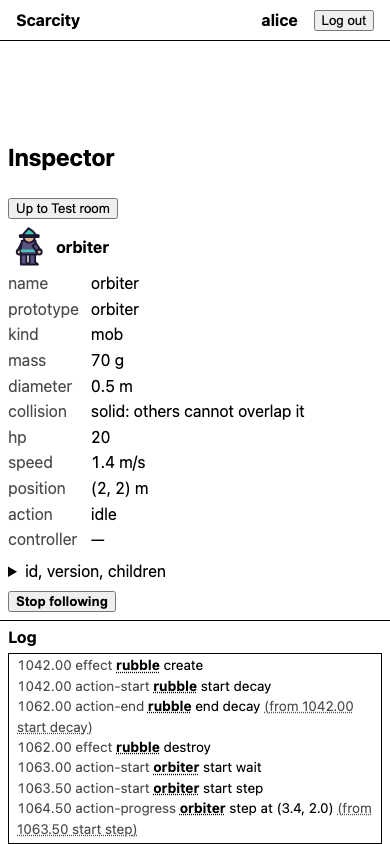 Scarcity alice Log out
Inspector
Up to Test room
orbiter
name orbiter
prototype orbiter
kind mob
mass 70 g
diameter 0.5 m
collision solid: others cannot overlap it
hp 20
speed 1.4 m/s
position (2, 2) m
action idle
controller —
▶ id, version, children
Stop following
Log
1042.00 effect rubble create
1042.00 action-start rubble start decay
1062.00 action-end rubble end decay (from 1042.00
start decay)
1062.00 effect rubble destroy
1063.00 action-start orbiter start wait
1063.50 action-start orbiter start step
1064.50 action-progress orbiter step at (3.4, 2.0) (from
1063.50 start step)